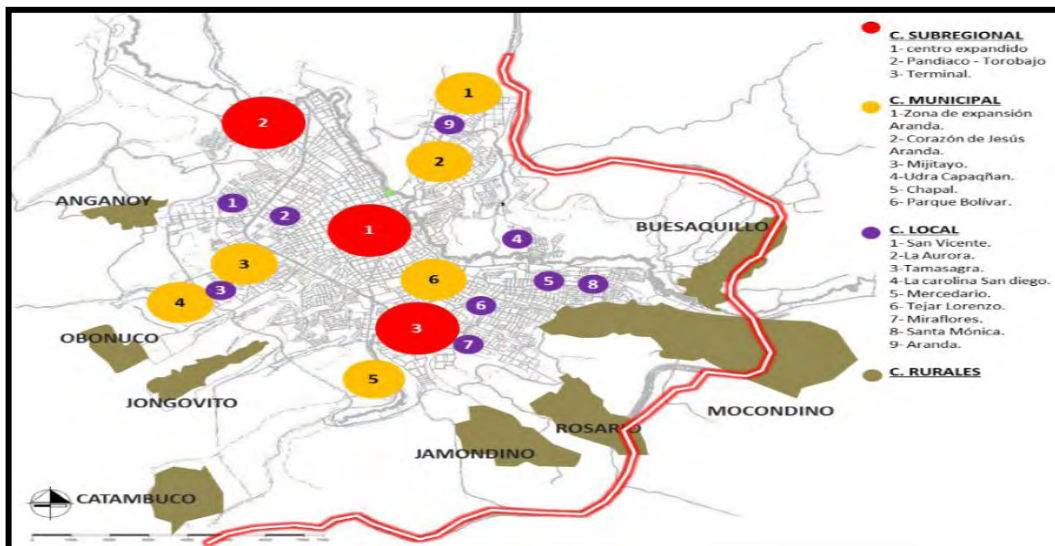 C. SUBREGIONAL
1- centro expandido
2- Pandiaco - Torobajo
3- Terminal.
C. MUNICIPAL
1-Zona de expansión
Aranda.
2- Corazón de Jesús
Aranda.
3- Mijitayo.
4-Udra Capaqñan.
5- Chapal.
6- Parque Bolívar.
C. LOCAL
1- San Vicente.
2-La Aurora.
3- Tamasagra.
4-La carolina San diego.
5- Mercedario.
6- Tejar Lorenzo.
7- Miraflores.
8- Santa Mónica.
9- Aranda.
C. RURALES
1
9
2
2
ANGANOY
1
2
1
4
BUESAQUILLO
3
6
5
8
3
4
6
OBONUCO
3
7
JONGOVITO
5
MOCONDINO
ROSARIO
JAMONDINO
CATAMBUCO